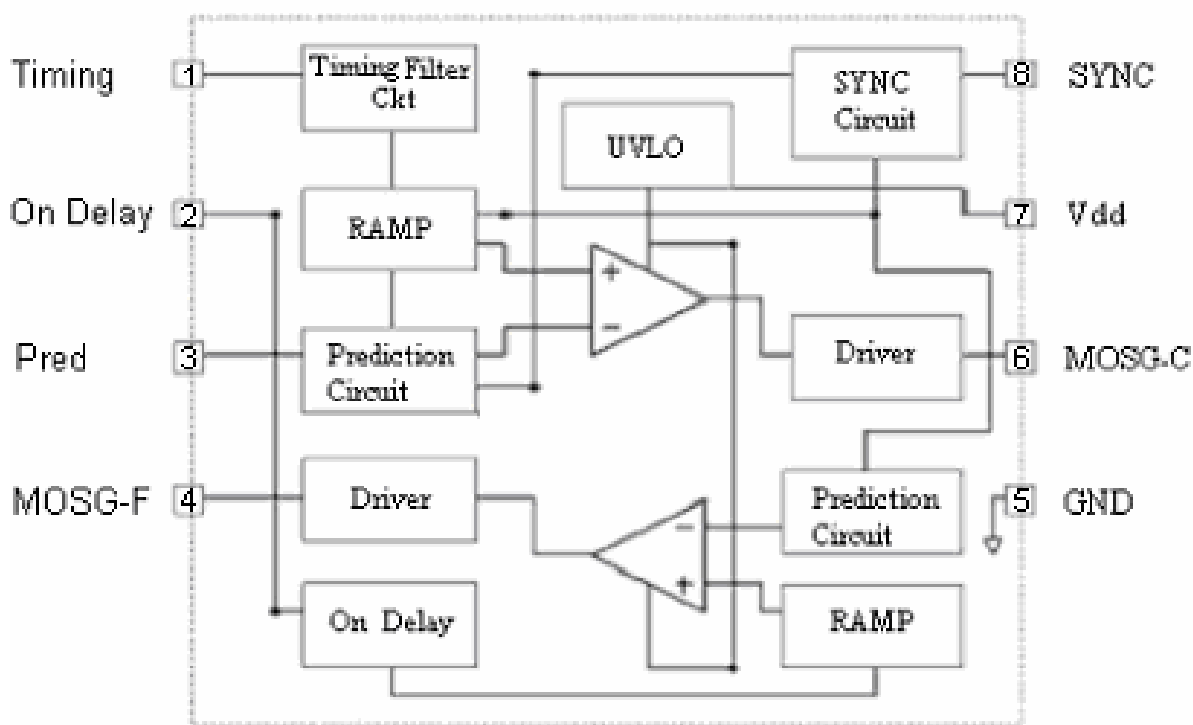 Timing
1
Timing Filter
Ckt
SYNC
Circuit
8
SYNC
UVLO
On Delay
2
RAMP
7
Vdd
+
−
Pred
3
Prediction
Circuit
Driver
6
MOSG-C
MOSG-F
4
Driver
−
+
Prediction
Circuit
5
GND
On Delay
RAMP